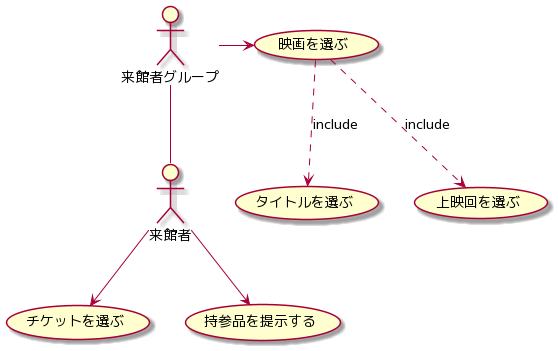 来館者グループ
映画を選ぶ
include
include
来館者
タイトルを選ぶ
上映回を選ぶ
チケットを選ぶ
持参品を提示する